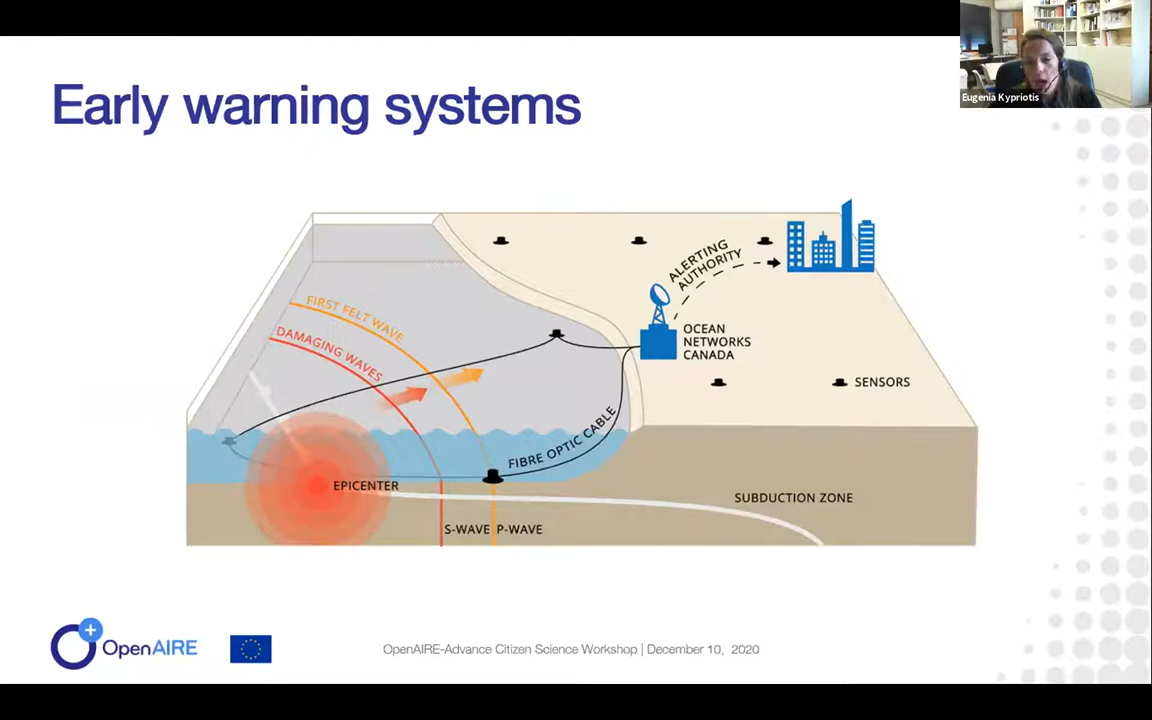 Eugenia Kypriotis
Early warning systems
ALERTING
AUTHORITY
FIRST FELT WAVE
DAMAGING WAVES
OCEAN
NETWORKS
CANADA
SENSORS
FIBRE OPTIC CABLE
EPICENTER
SUBDUCTION ZONE
S-WAVE
P-WAVE
OpenAIRE
OpenAIRE-Advance Citizen Science Workshop | December 10, 2020